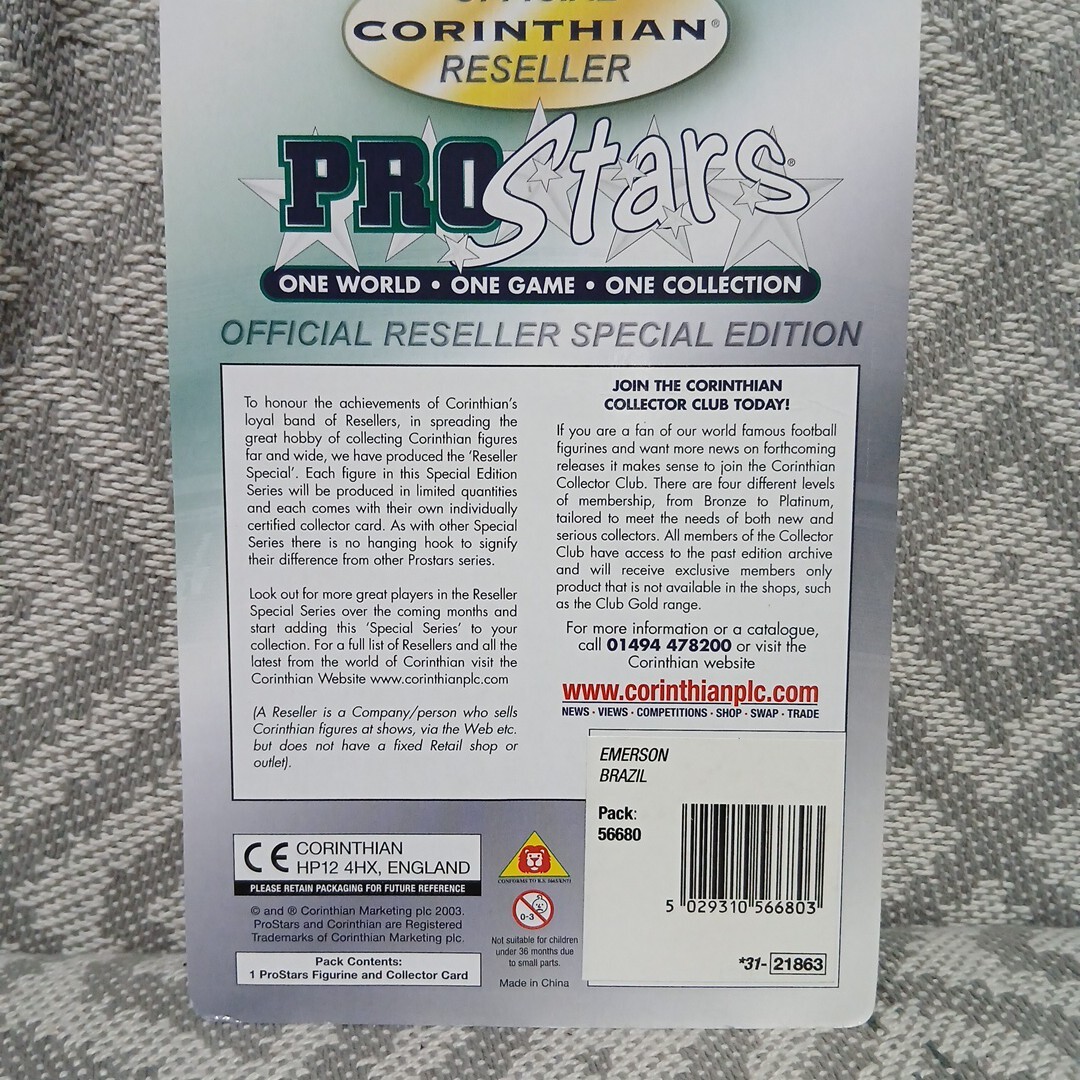 OFFICIAL
CORINTHIAN®
RESELLER
PROStars®
ONE WORLD • ONE GAME • ONE COLLECTION
OFFICIAL RESELLER SPECIAL EDITION
To honour the achievements of Corinthian's
loyal band of Resellers, in spreading the
great hobby of collecting Corinthian figures
far and wide, we have produced the 'Reseller
Special'. Each figure in this Special Edition
Series will be produced in limited quantities
and each comes with their own individually
certified collector card. As with other Special
Series there is no hanging hook to signify
their difference from other Prostars series.
Look out for more great players in the Reseller
Special Series over the coming months and
start adding this 'Special Series' to your
collection. For a full list of Resellers and all the
latest from the world of Corinthian visit the
Corinthian Website www.corinthianplc.com
(A Reseller is a Company/person who sells
Corinthian figures at shows, via the Web etc.
but does not have a fixed Retail shop or
outlet).
JOIN THE CORINTHIAN
COLLECTOR CLUB TODAY!
If you are a fan of our world famous football
figurines and want more news on forthcoming
releases it makes sense to join the Corinthian
Collector Club. There are four different levels
of membership, from Bronze to Platinum,
tailored to meet the needs of both new and
serious collectors. All members of the Collector
Club have access to the past edition archive
and will receive exclusive members only
product that is not available in the shops, such
as the Club Gold range.
For more information or a catalogue,
call 01494 478200 or visit the
Corinthian website
www.corinthianplc.com
NEWS · VIEWS · COMPETITIONS · SHOP · SWAP · TRADE
EMERSON
BRAZIL
Pack:
56680
5 029310 566803
*31- 21863
CE CORINTHIAN
HP12 4HX, ENGLAND
PLEASE RETAIN PACKAGING FOR FUTURE REFERENCE
© and ® Corinthian Marketing plc 2003.
ProStars and Corinthian are Registered
Trademarks of Corinthian Marketing plc.
Pack Contents:
1 ProStars Figurine and Collector Card
CONFORMS TO B.S.
0-3
Not suitable for children
under 36 months due
to small parts.
Made in China